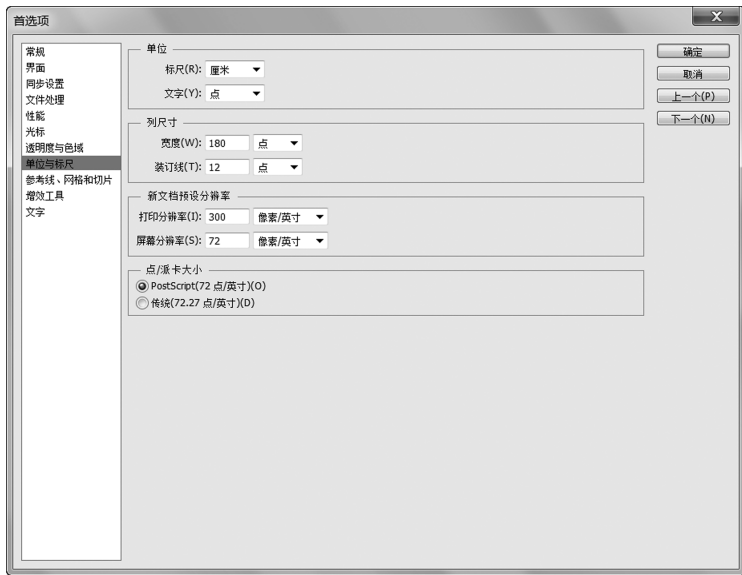 首选项
X
常规
界面
同步设置
文件处理
性能
光标
透明度与色域
单位与标尺
参考线、网格和切片
增效工具
文字
单位
标尺(R): 厘米
文字(Y): 点
列尺寸
宽度(W): 180 点
装订线(T): 12 点
新文档预设分辨率
打印分辨率(I): 300 像素/英寸
屏幕分辨率(S): 72 像素/英寸
点/派卡大小
PostScript(72 点/英寸)(O)
传统(72.27 点/英寸)(D)
确定
取消
上一个(P)
下一个(N)